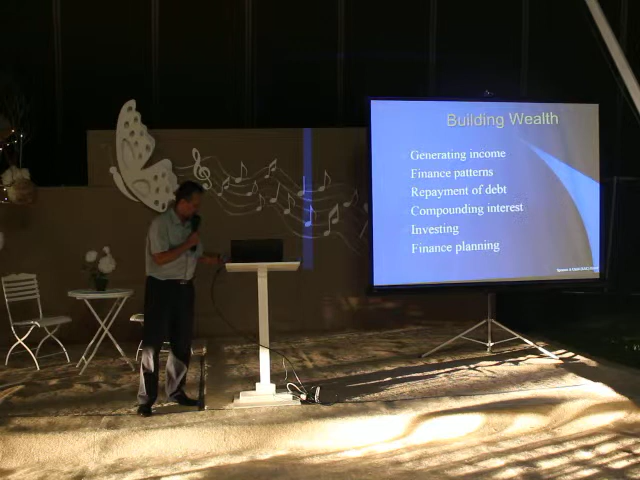 Building Wealth
Generating income
Finance patterns
Repayment of debt
Compounding interest
Investing
Finance planning